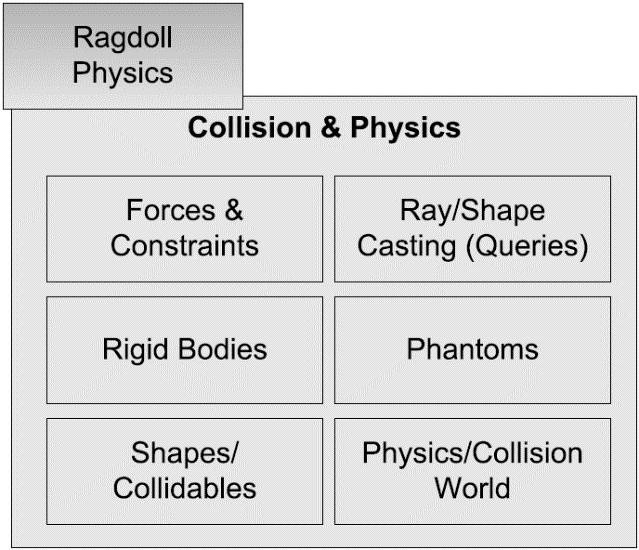 Ragdoll
Physics
Collision & Physics
Forces &
Constraints
Ray/Shape
Casting (Queries)
Rigid Bodies
Phantoms
Shapes/
Collidables
Physics/Collision
World